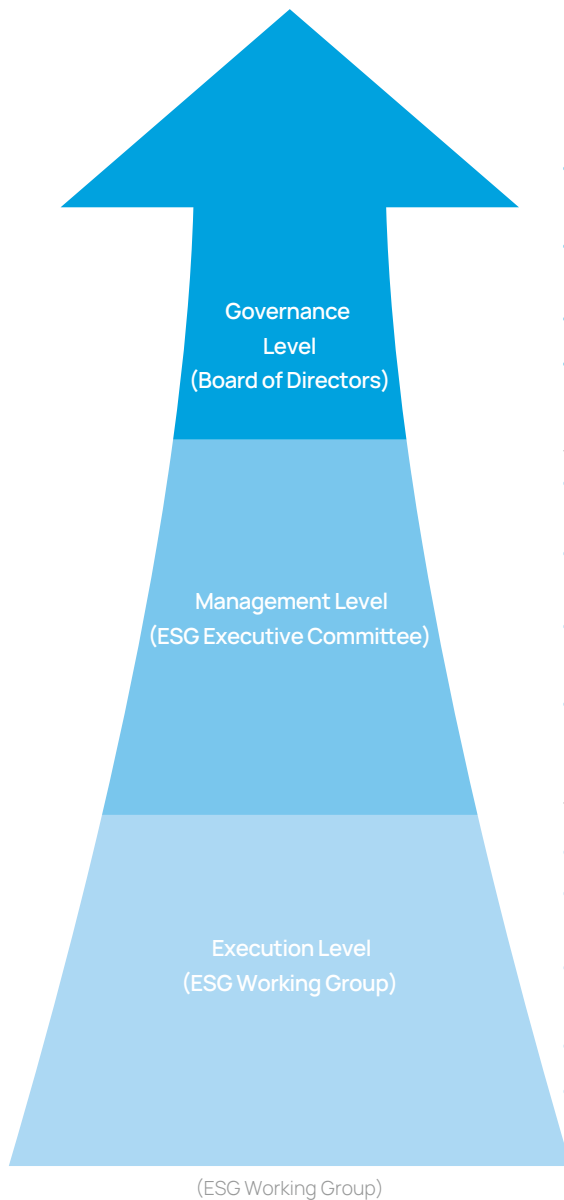 Governance
Level
(Board of Directors)
Management Level
(ESG Executive Committee)
Execution Level
(ESG Working Group)
(ESG Working Group)